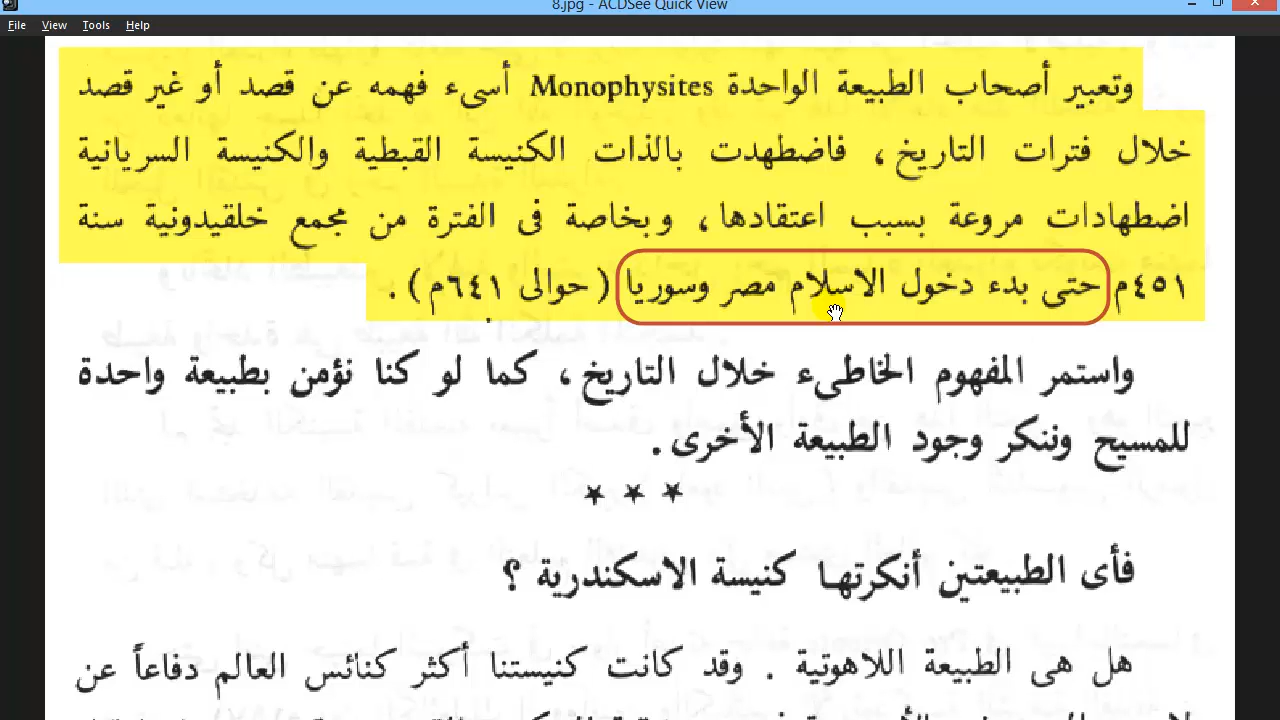 8.jpg - ACDSee Quick View
File View Tools Help
وتعبير أصحاب الطبيعة الواحدة Monophysites أسىء فهمه عن قصد أو غير قصد
خلال فترات التاريخ ، فاضطهدت بالذات الكنيسة القبطية والكنيسة السريانية
اضطهادات مروعة بسبب اعتقادها ، وبخاصة فى الفترة من مجمع خلقيدونية سنة
٤٥١م حتى بدء دخول الاسلام مصر وسوريا ( حوالى ٦٤١م ) .
واستمر المفهوم الخاطىء خلال التاريخ ، كما لو كنا نؤمن بطبيعة واحدة
للمسيح وننكر وجود الطبيعة الأخرى .
★ ★ ★
فأى الطبيعتين أنكرتها كنيسة الاسكندرية ؟
هل هى الطبيعة اللاهوتية . وقد كانت كنيستنا أكثر كنائس العالم دفاعاً عن